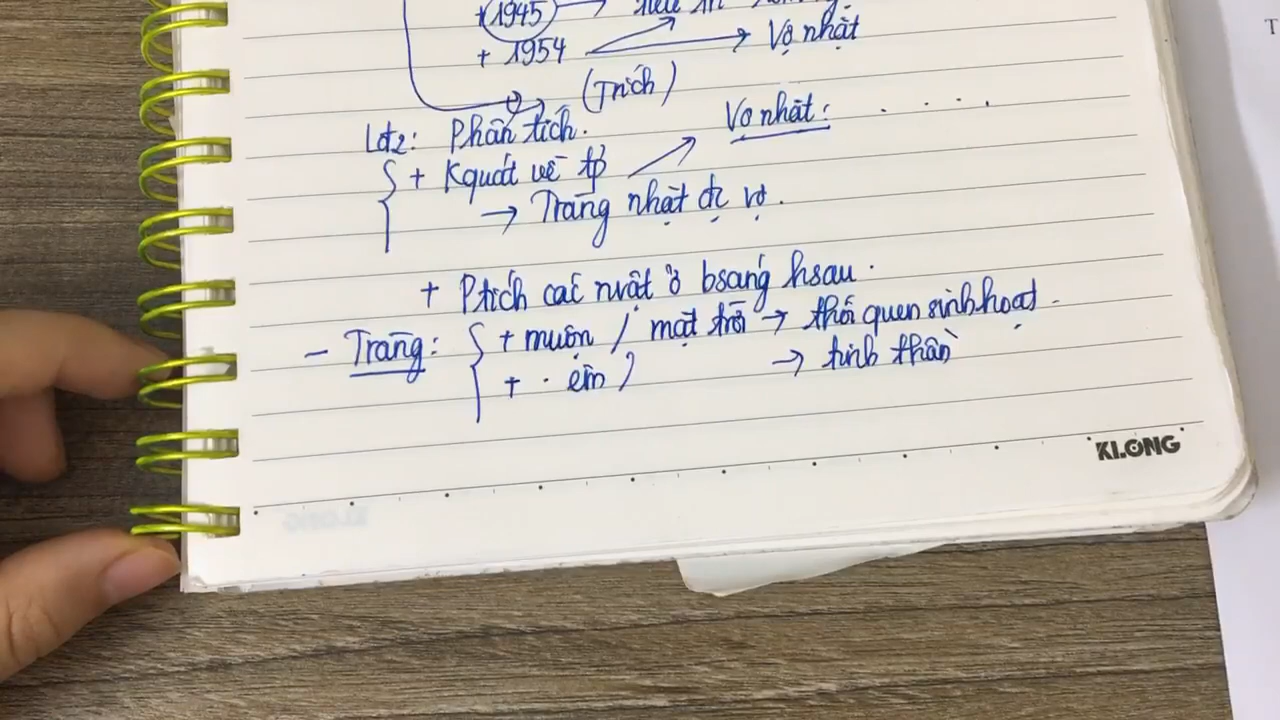 + 1945 →
+ 1954 → Vợ nhặt
(Trích)
Lđ2: Phân tích.
Vợ nhặt: . . . .
+ Kquát về tp
→ Tràng nhặt đc vợ.
+ Ptích các nvật ở bsáng hsau.
- Tràng: + muộn / mặt trời → thói quen sinh hoạt.
+ . êm → tinh thần
KLONG